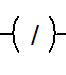 -( / )-